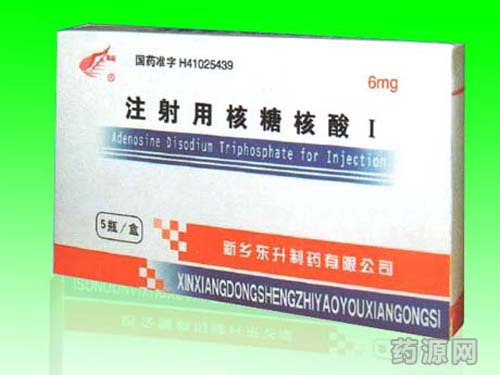 国药准字 H41025439
6mg
注射用核糖核酸 I
Adenosine Disodium Triphosphate for Injection
5瓶/盒
新乡东升制药有限公司
XINXIANGDONGSHENGZHIYAOYOUXIANGONGSI
药源网